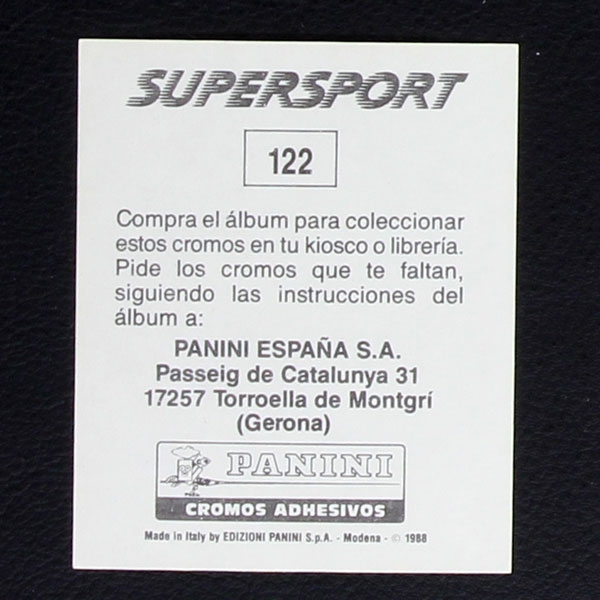 SUPERSPORT
122
Compra el álbum para coleccionar
estos cromos en tu kiosco o librería.
Pide los cromos que te faltan,
siguiendo las instrucciones del
álbum a:
PANINI ESPAÑA S.A.
Passeig de Catalunya 31
17257 Torroella de Montgrí
(Gerona)
PANINI
CROMOS ADHESIVOS
Made in Italy by EDIZIONI PANINI S.p.A. - Modena - © 1988